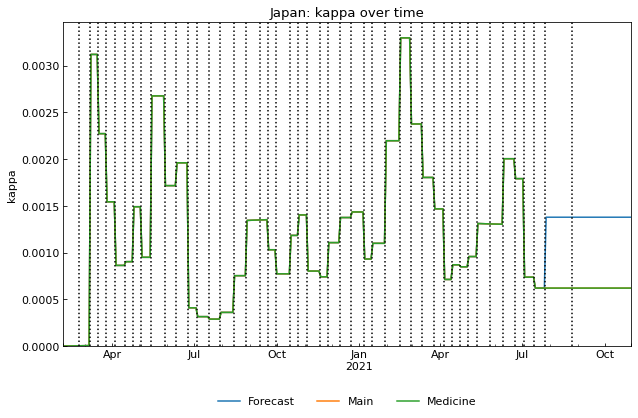 Japan: kappa over time
0.0030
0.0025
0.0020
0.0015
0.0010
0.0005
0.0000
kappa
Apr Jul Oct Jan Apr Jul Oct
2021
Forecast Main Medicine